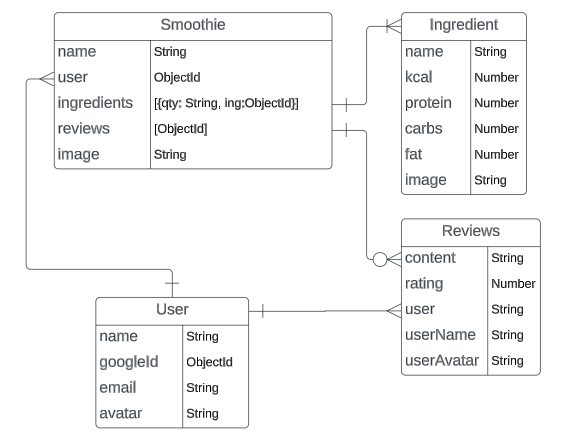 Smoothie
name String
user ObjectId
ingredients [{qty: String, ing:ObjectId}]
reviews [ObjectId]
image String
Ingredient
name String
kcal Number
protein Number
carbs Number
fat Number
image String
Reviews
content String
rating Number
user String
userName String
userAvatar String
User
name String
googleId ObjectId
email String
avatar String